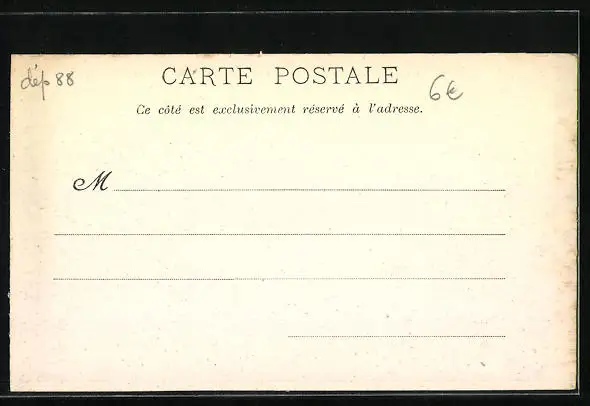 dép 88
CARTE POSTALE
6€
Ce côté est exclusivement réservé à l'adresse.
M